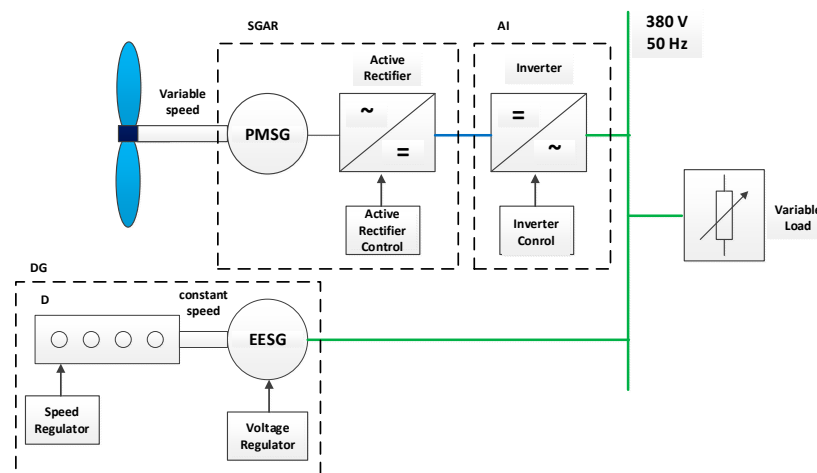 SGAR
AI
380 V
50 Hz
Active
Rectifier
Inverter
Variable
speed
PMSG
~
=
=
~
Active
Rectifier
Control
Inverter
Conrol
Variable
Load
DG
D
constant
speed
EESG
Speed
Regulator
Voltage
Regulator